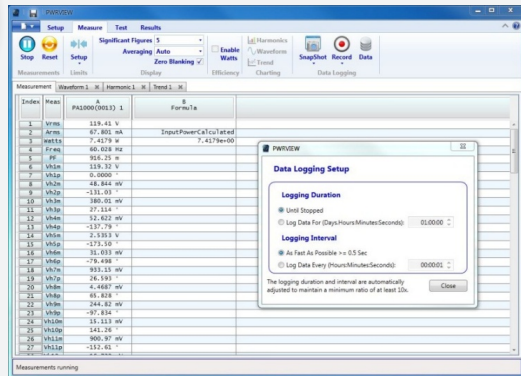 PWRVIEW
Setup Measure Test Results
Stop Reset Setup
Significant Figures 5
Averaging Auto
Zero Blanking
Enable Watts
Harmonics
Waveform
Trend
SnapShot Record Data
Measurements Limits Display Efficiency Charting Data Logging
Measurement Waveform 1 Harmonic 1 Trend 1
Index Meas A B
PA1000(0013) 1 Formula
1 Vrms 119.41 V
2 Arms 67.801 mA InputPowerCalculated
3 Watts 7.4179 W 7.4179e+00
4 Freq 60.028 Hz
5 PF 916.25 m
6 Vh1m 119.32 V
7 Vh1p 0.0000 °
8 Vh2m 48.844 mV
9 Vh2p -131.03 °
10 Vh3m 380.01 mV
11 Vh3p 27.114 °
12 Vh4m 52.622 mV
13 Vh4p -137.79 °
14 Vh5m 2.5353 V
15 Vh5p -173.50 °
16 Vh6m 31.033 mV
17 Vh6p -79.498 °
18 Vh7m 933.15 mV
19 Vh7p 26.593 °
20 Vh8m 4.4687 mV
21 Vh8p 65.828 °
22 Vh9m 244.82 mV
23 Vh9p -97.834 °
24 Vh10m 15.113 mV
25 Vh10p 141.26 °
26 Vh11m 900.97 mV
27 Vh11p -152.61 °
PWRVIEW
Data Logging Setup
Logging Duration
Until Stopped
Log Data For (Days:Hours:Minutes:Seconds): 01:00:00
Logging Interval
As Fast As Possible >= 0.5 Sec
Log Data Every (Hours:Minutes:Seconds): 00:00:01
The logging duration and interval are automatically
adjusted to maintain a minimum ratio of at least 10x.
Close
Measurements running